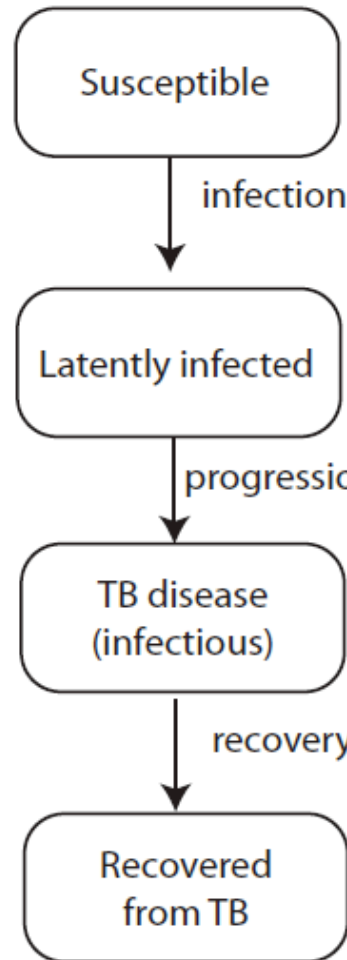 Susceptible
infection
Latently infected
progressio
TB disease
(infectious)
recovery
Recovered
from TB